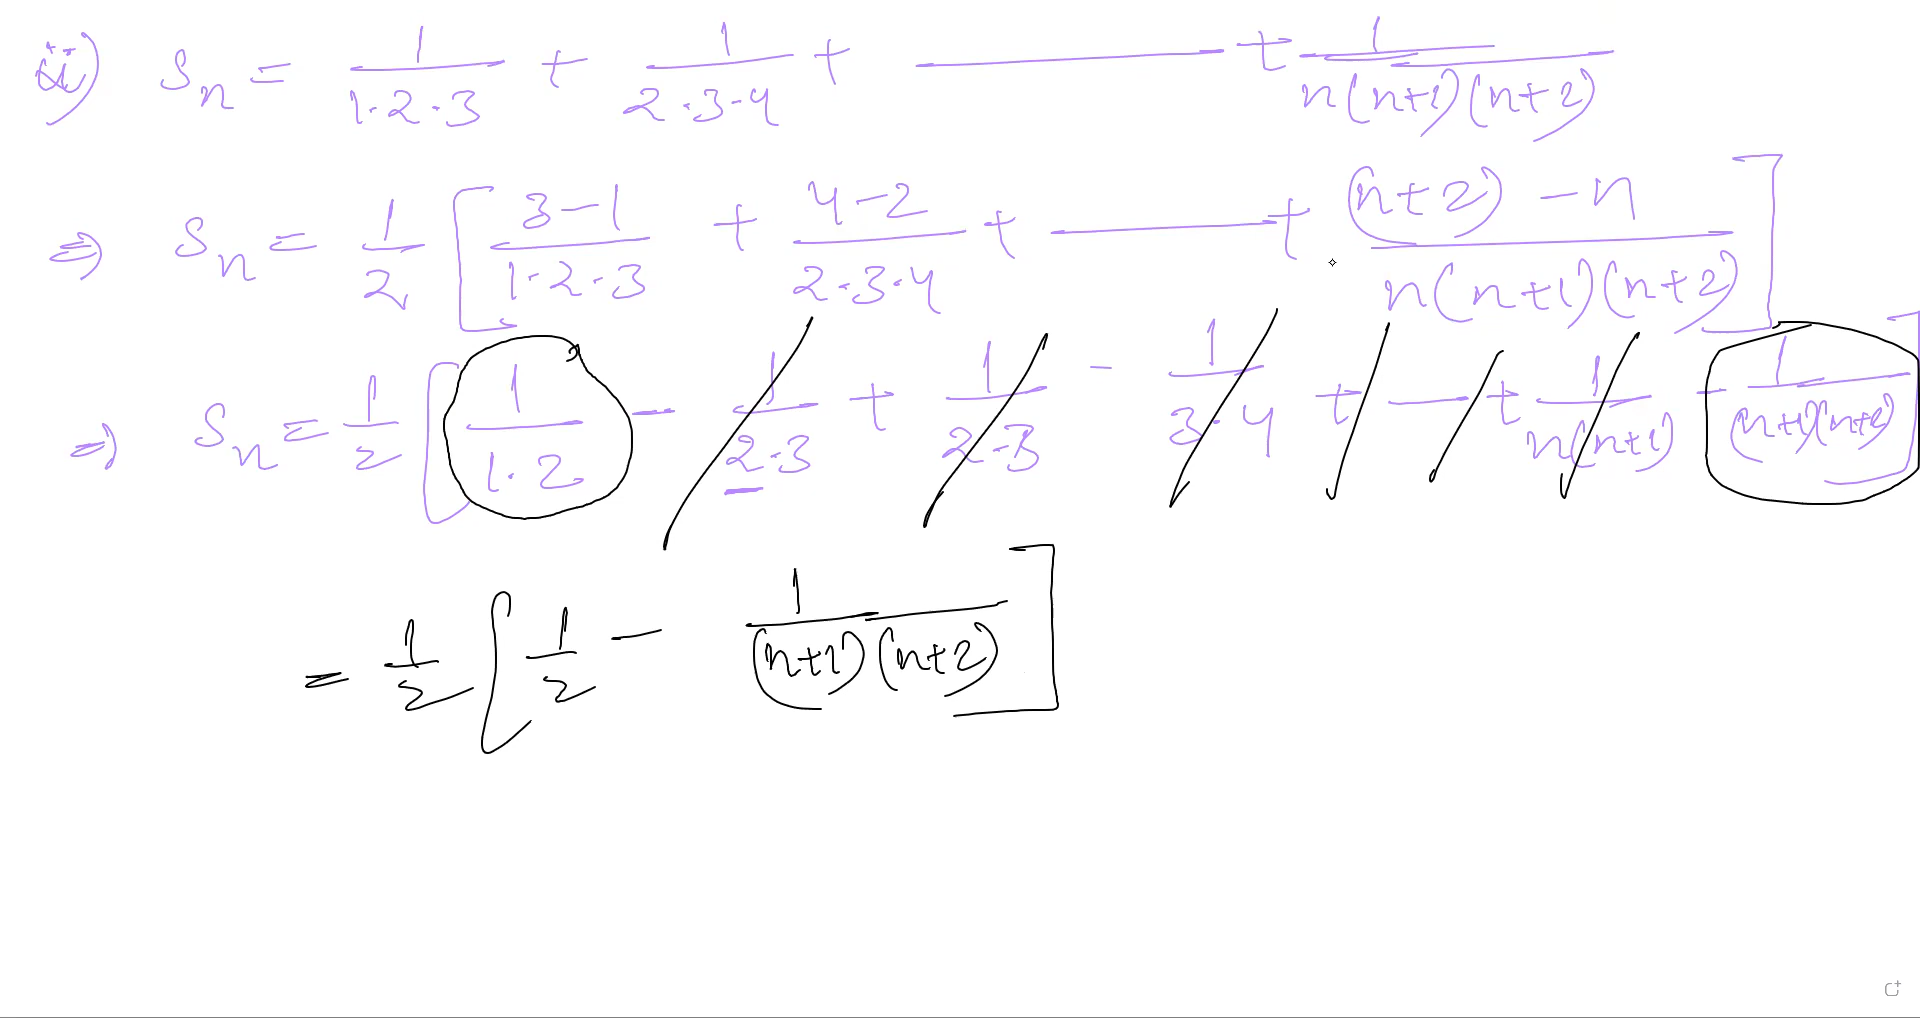 ii) Sn = 1/(1·2·3) + 1/(2·3·4) + —— + 1/(n(n+1)(n+2))
⇒ Sn = 1/2 [ (3-1)/(1·2·3) + (4-2)/(2·3·4) + —— + ((n+2)-n)/(n(n+1)(n+2)) ]
⇒ Sn = 1/2 [ 1/(1·2) - 1/(2·3) + 1/(2·3) - 1/(3·4) + — + 1/(n(n+1)) - 1/((n+1)(n+2)) ]
= 1/2 [ 1/2 - 1/((n+1)(n+2)) ]